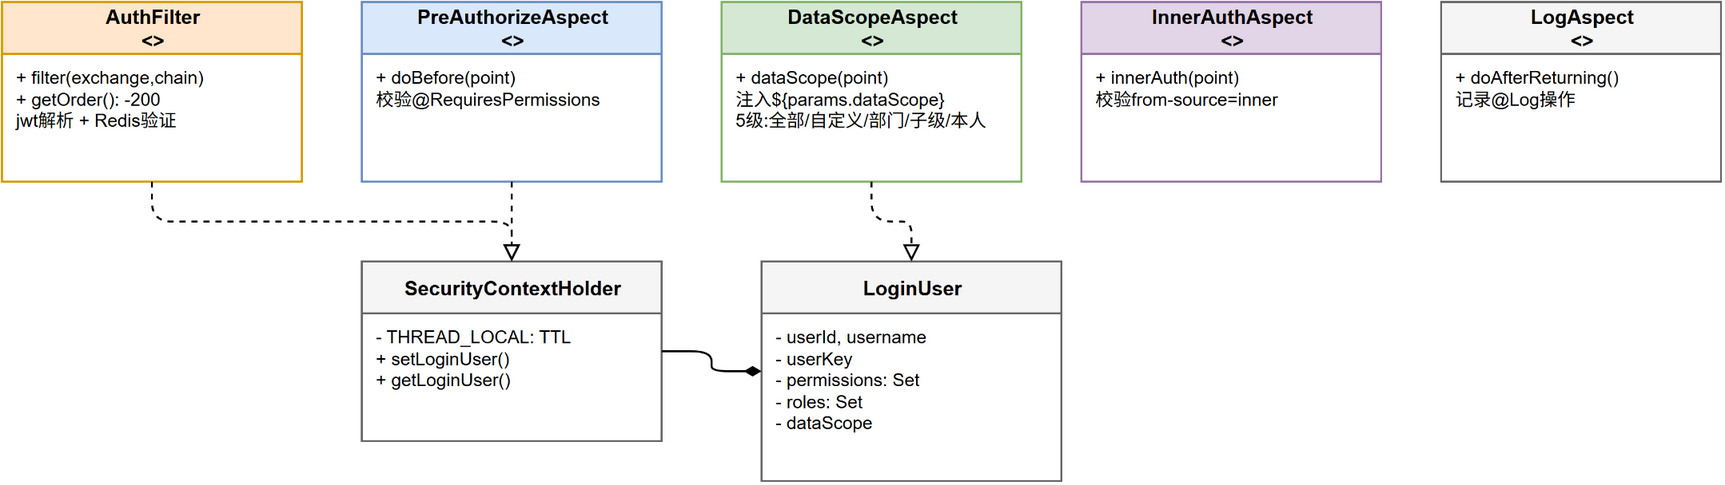 AuthFilter
<>
+ filter(exchange,chain)
+ getOrder(): -200
jwt解析 + Redis验证
PreAuthorizeAspect
<>
+ doBefore(point)
校验@RequiresPermissions
DataScopeAspect
<>
+ dataScope(point)
注入${params.dataScope}
5级:全部/自定义/部门/子级/本人
InnerAuthAspect
<>
+ innerAuth(point)
校验from-source=inner
LogAspect
<>
+ doAfterReturning()
记录@Log操作
SecurityContextHolder
- THREAD_LOCAL: TTL
+ setLoginUser()
+ getLoginUser()
LoginUser
- userId, username
- userKey
- permissions: Set
- roles: Set
- dataScope